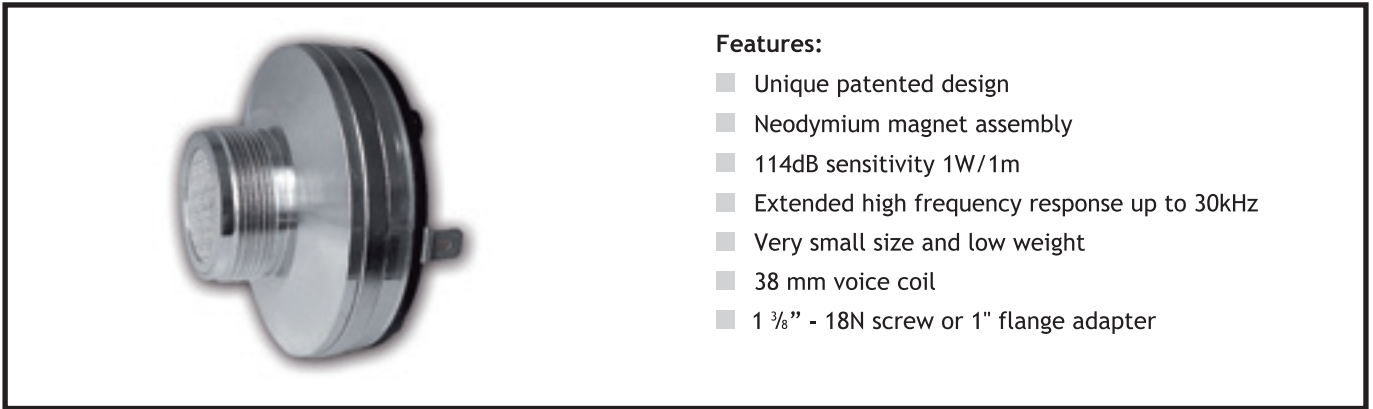 Features:
Unique patented design
Neodymium magnet assembly
114dB sensitivity 1W/1m
Extended high frequency response up to 30kHz
Very small size and low weight
38 mm voice coil
1 ³/₈” - 18N screw or 1" flange adapter